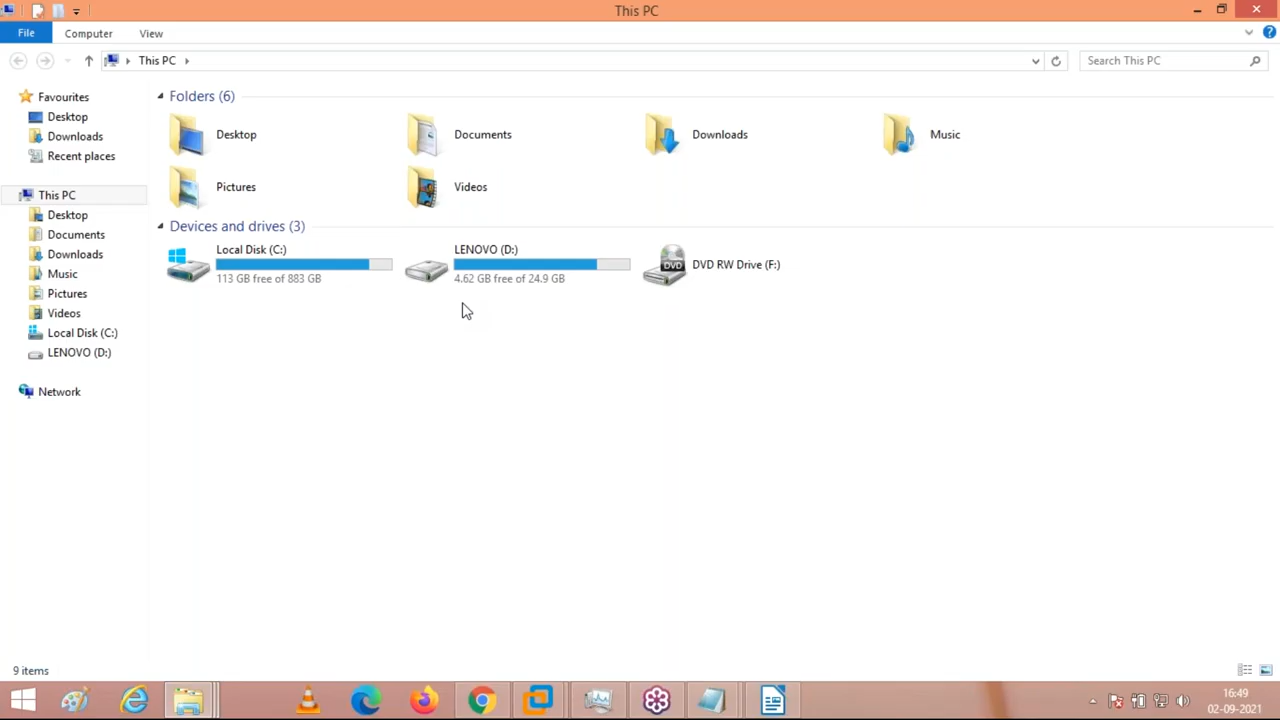 This PC
File Computer View
This PC
Search This PC
Favourites
Desktop
Downloads
Recent places
This PC
Desktop
Documents
Downloads
Music
Pictures
Videos
Local Disk (C:)
LENOVO (D:)
Network
Folders (6)
Desktop Documents Downloads Music
Pictures Videos
Devices and drives (3)
Local Disk (C:)
113 GB free of 883 GB
LENOVO (D:)
4.62 GB free of 24.9 GB
DVD
DVD RW Drive (F:)
9 items
16:49
02-09-2021